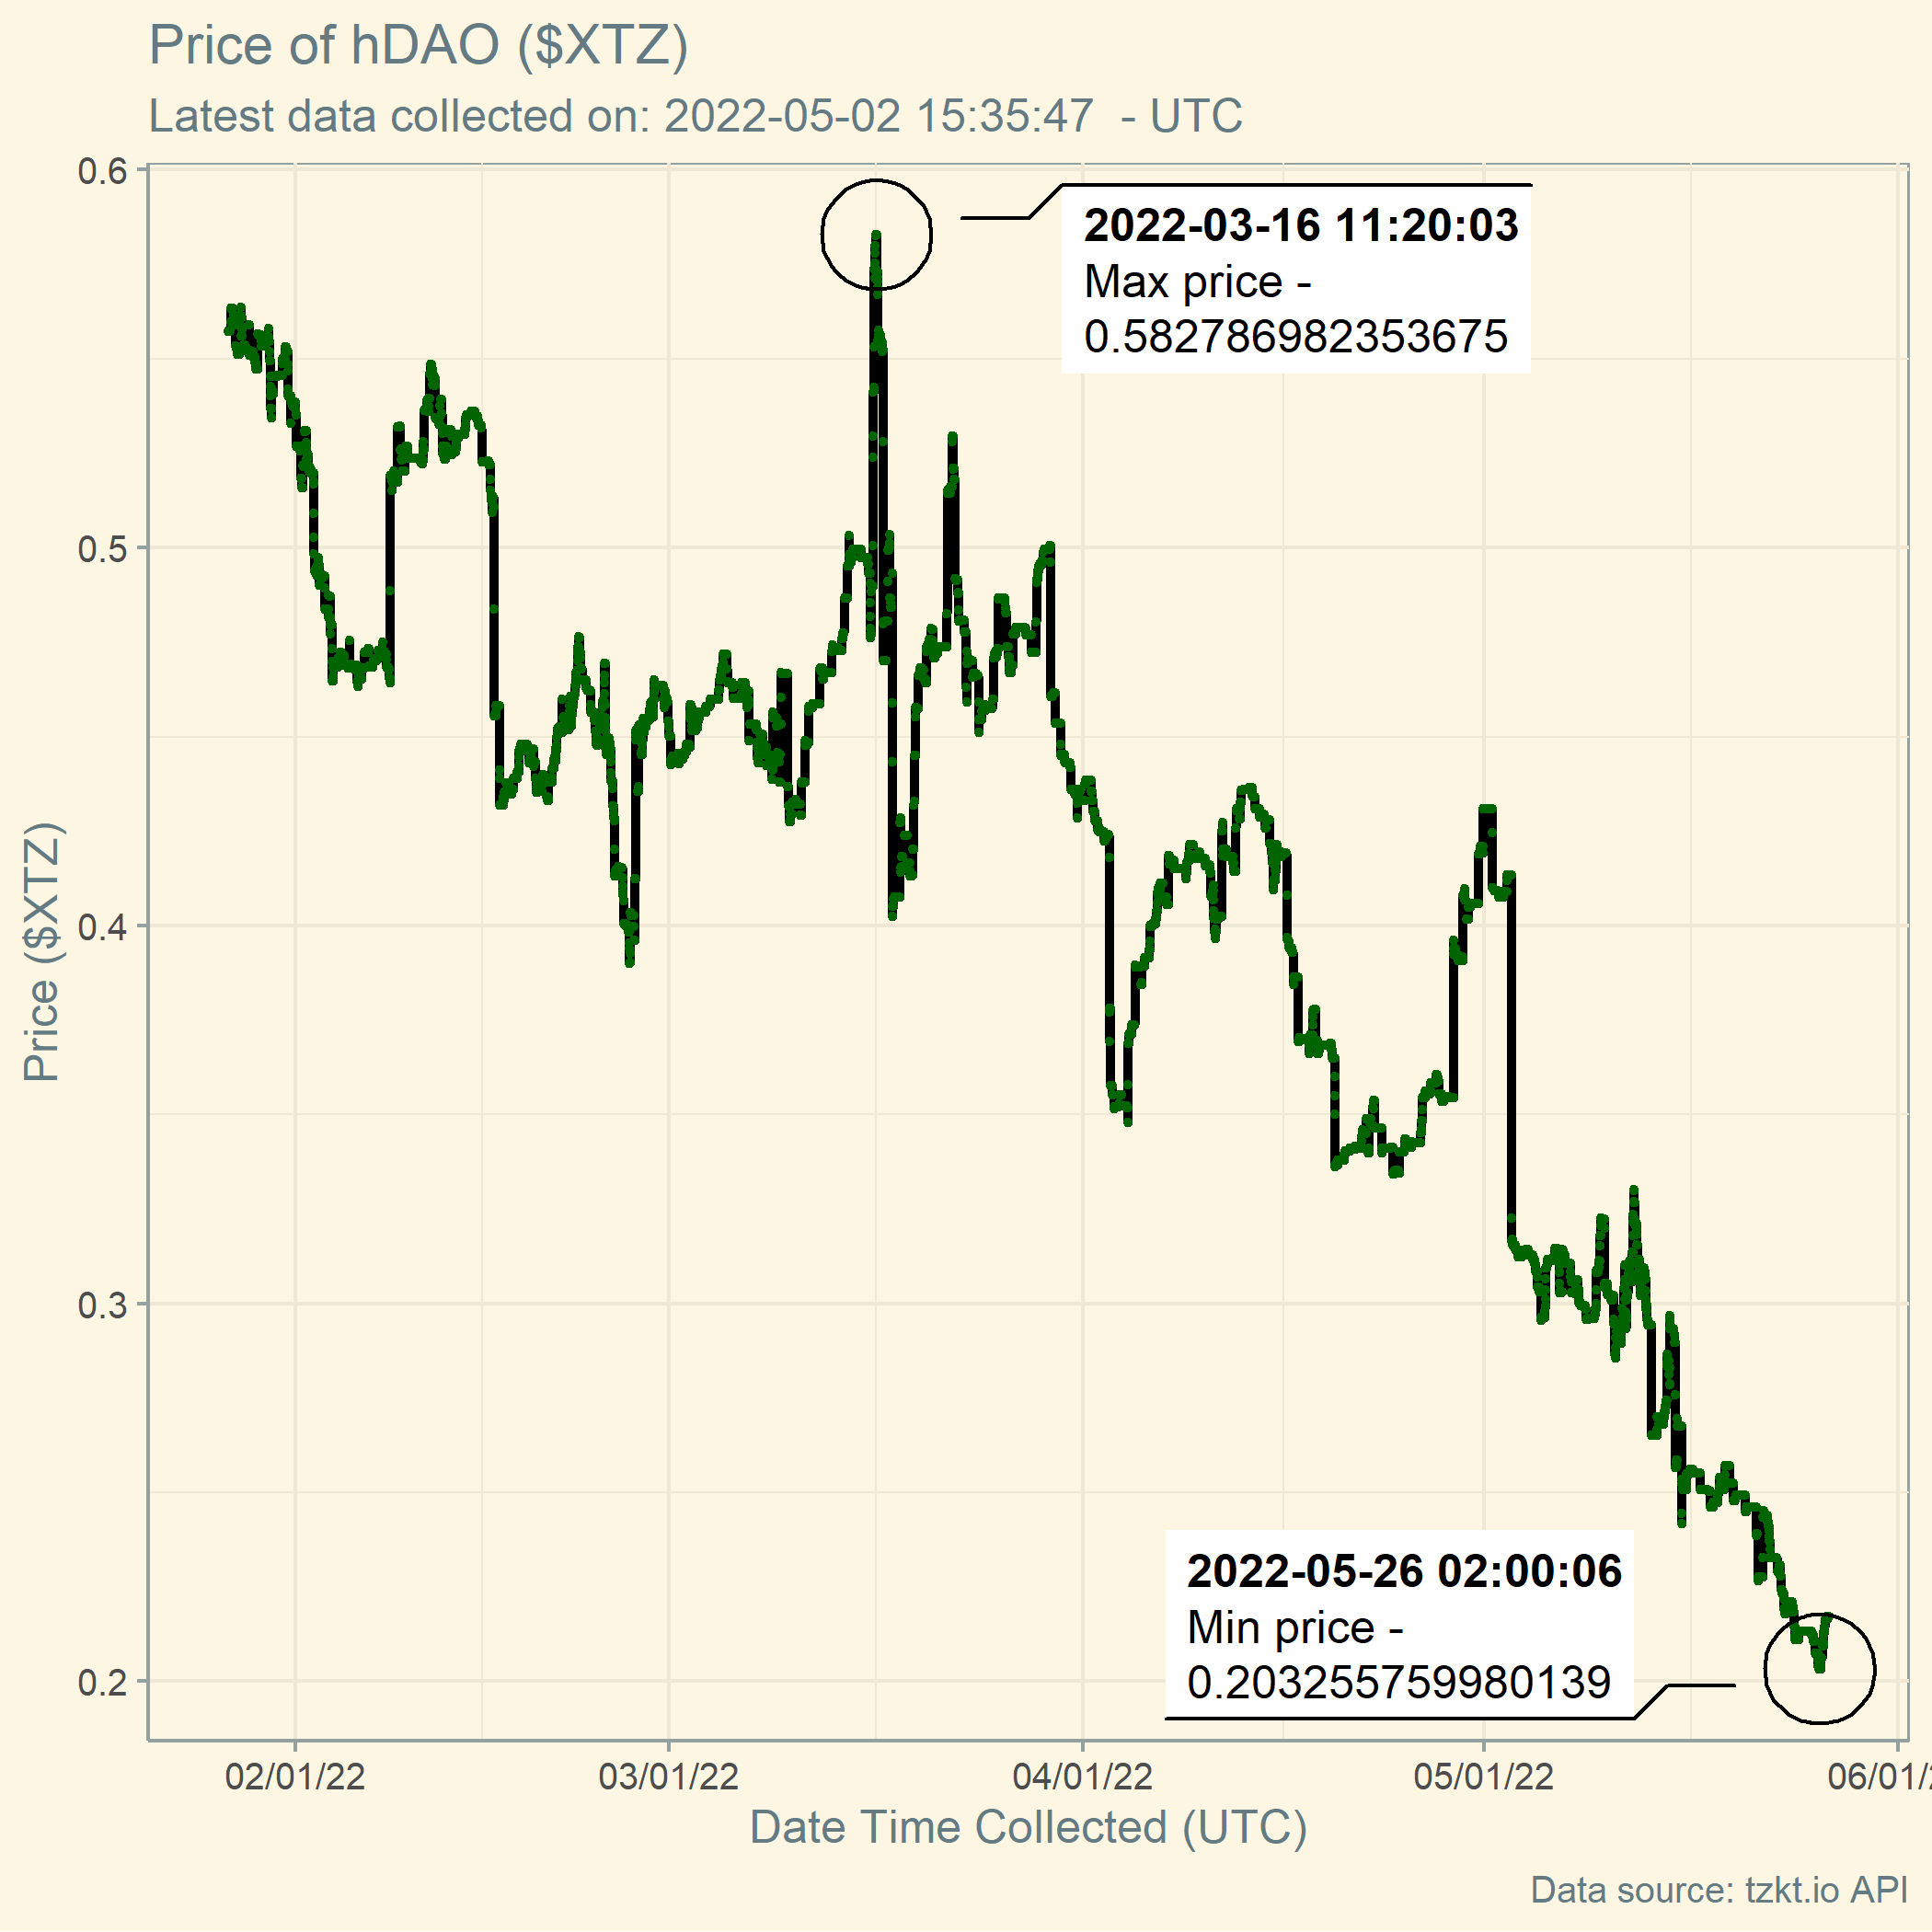 Price of hDAO ($XTZ)
Latest data collected on: 2022-05-02 15:35:47  - UTC
0.6
0.5
0.4
0.3
0.2
Price ($XTZ)
2022-03-16 11:20:03
Max price -
0.582786982353675
2022-05-26 02:00:06
Min price -
0.203255759980139
02/01/22
03/01/22
04/01/22
05/01/22
06/01/2
Date Time Collected (UTC)
Data source: tzkt.io API